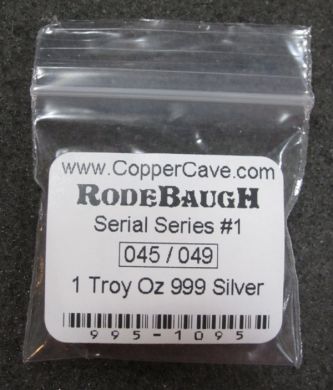 www.CopperCave.com
RODEBAUGH
Serial Series #1
045 / 049
1 Troy Oz 999 Silver
995-1095